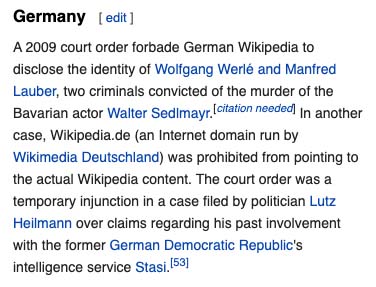 Germany [ edit ]
A 2009 court order forbade German Wikipedia to
disclose the identity of Wolfgang Werlé and Manfred
Lauber, two criminals convicted of the murder of the
Bavarian actor Walter Sedlmayr.[citation needed] In another
case, Wikipedia.de (an Internet domain run by
Wikimedia Deutschland) was prohibited from pointing to
the actual Wikipedia content. The court order was a
temporary injunction in a case filed by politician Lutz
Heilmann over claims regarding his past involvement
with the former German Democratic Republic's
intelligence service Stasi.[53]